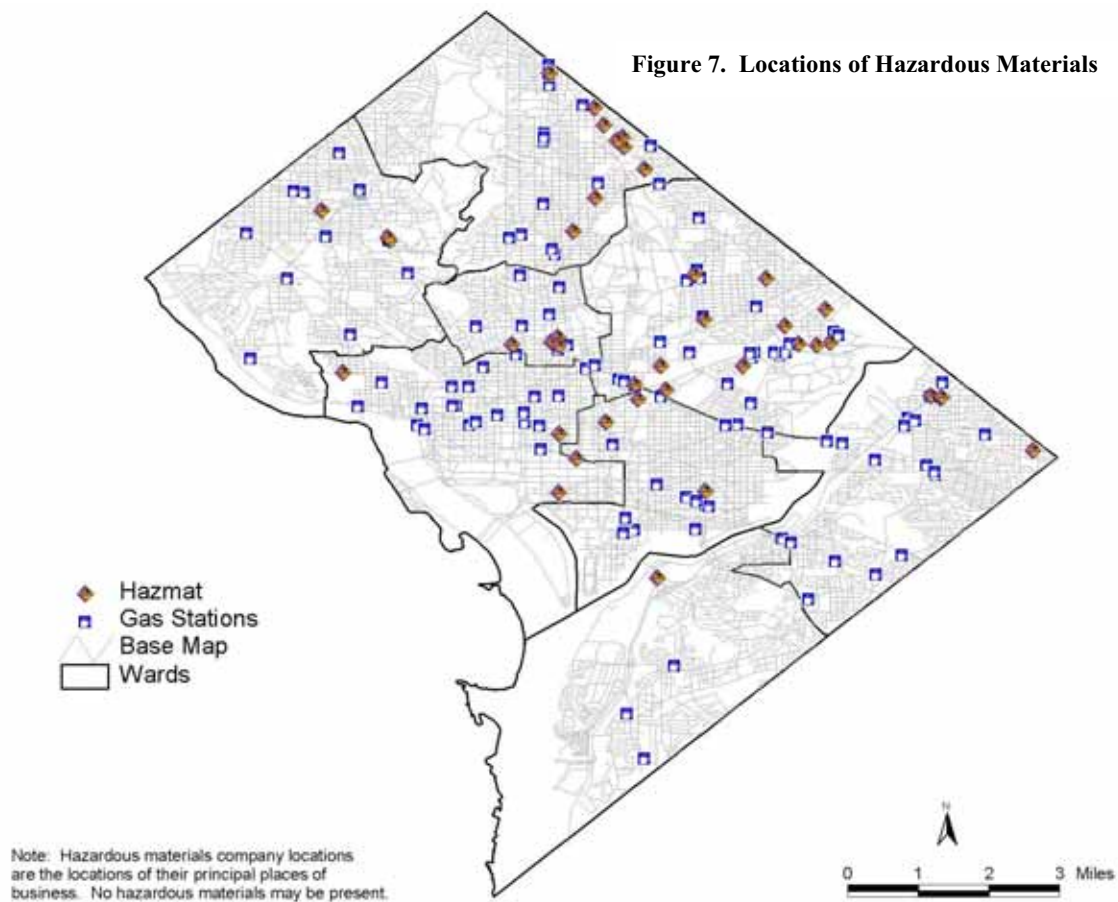 Figure 7. Locations of Hazardous Materials
Hazmat
Gas Stations
Base Map
Wards
N
Note: Hazardous materials company locations
are the locations of their principal places of
business. No hazardous materials may be present.
0 1 2 3 Miles